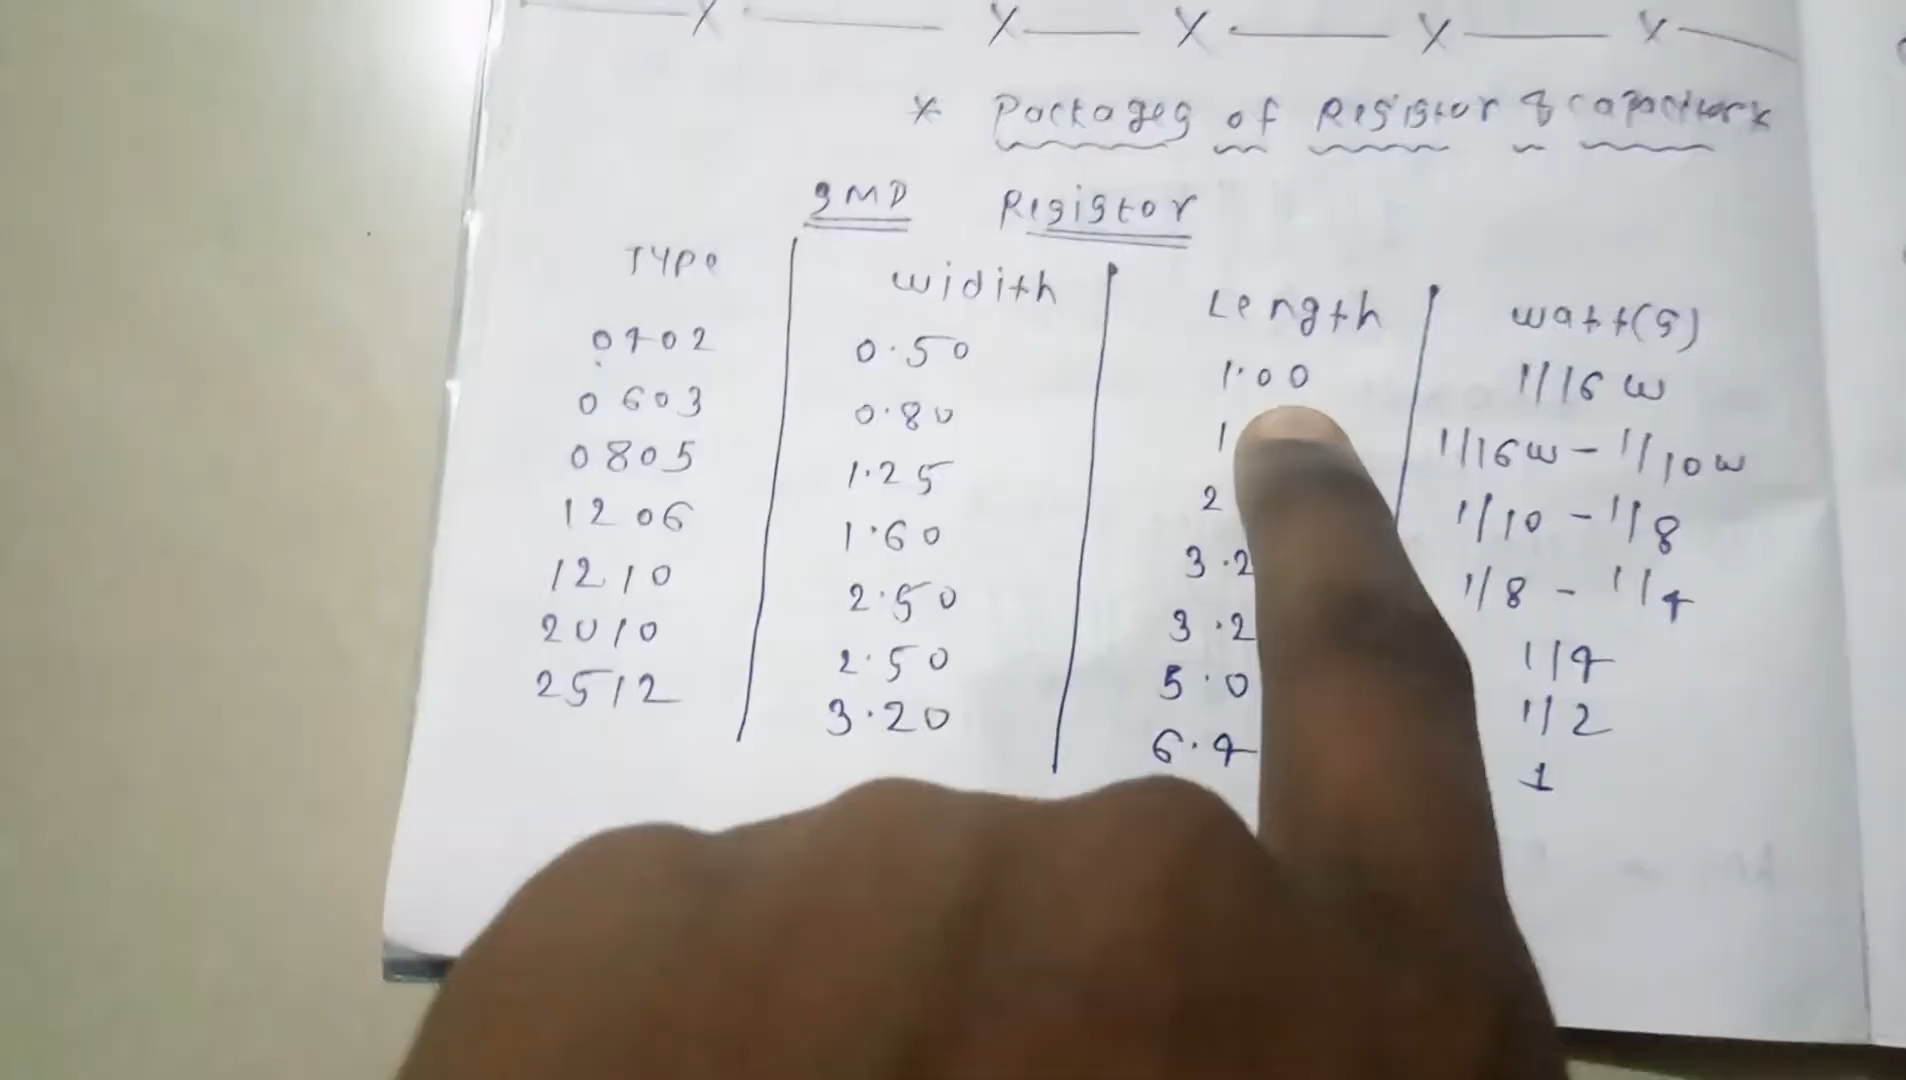 * Packages of Resistor & Capacitors
SMD Resistor
Type Widith Length Watt(s)
0402 0.50 1.00 1/16 W
0603 0.80 1 1/16W - 1/10W
0805 1.25 2 1/10 - 1/8
1206 1.60 3.2 1/8 - 1/4
1210 2.50 3.2 1/4
2010 2.50 5.0 1/2
2512 3.20 6.4 1